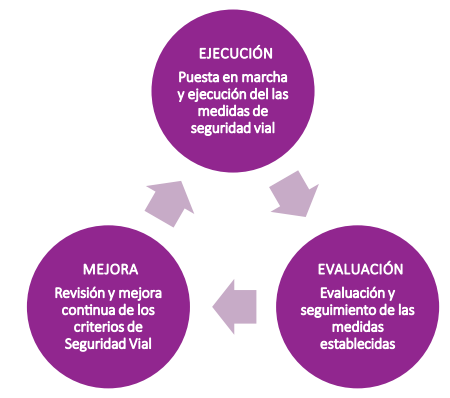 EJECUCIÓN
Puesta en marcha
y ejecución del las
medidas de
seguridad vial
EVALUACIÓN
Evaluación y
seguimiento de las
medidas
establecidas
MEJORA
Revisión y mejora
continua de los
criterios de
Seguridad Vial